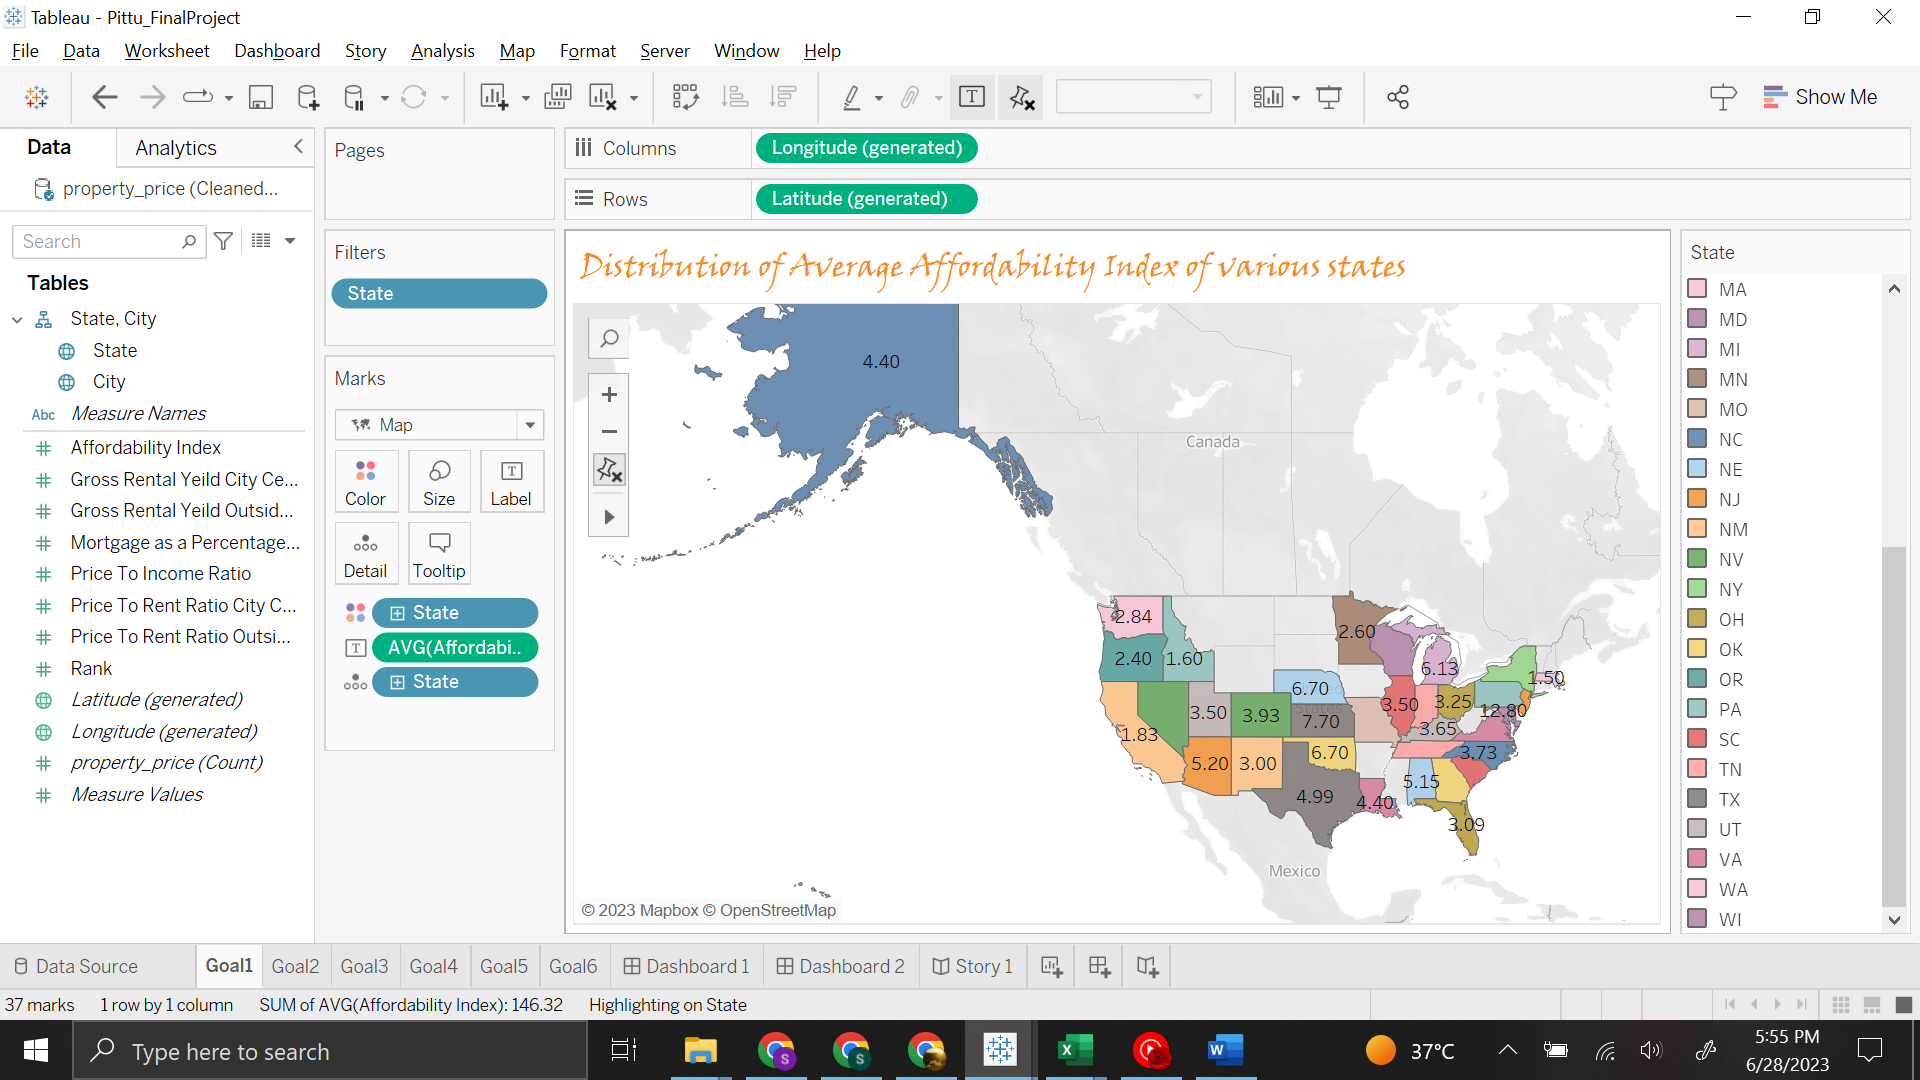 Tableau - Pittu_FinalProject
File Data Worksheet Dashboard Story Analysis Map Format Server Window Help
Show Me
Data
Analytics
property_price (Cleaned...
Search
Tables
State, City
State
City
Abc Measure Names
Affordability Index
Gross Rental Yeild City Ce...
Gross Rental Yeild Outsid...
Mortgage as a Percentage...
Price To Income Ratio
Price To Rent Ratio City C...
Price To Rent Ratio Outsi...
Rank
Latitude (generated)
Longitude (generated)
property_price (Count)
Measure Values
Pages
Filters
State
Marks
Map
Color Size Label
Detail Tooltip
State
AVG(Affordabi..
State
Columns Longitude (generated)
Rows Latitude (generated)
Distribution of Average Affordability Index of various states
4.40
Canada
2.84
2.60
2.40 1.60
6.13
1.50
6.70
3.50 3.93
7.70
3.50 3.25
12.80
3.65
1.83
3.73
5.20 3.00
6.70
5.15
4.99
4.40
3.09
Mexico
© 2023 Mapbox © OpenStreetMap
State
MA
MD
MI
MN
MO
NC
NE
NJ
NM
NV
NY
OH
OK
OR
PA
SC
TN
TX
UT
VA
WA
WI
Data Source Goal1 Goal2 Goal3 Goal4 Goal5 Goal6 Dashboard 1 Dashboard 2 Story 1
37 marks 1 row by 1 column SUM of AVG(Affordability Index): 146.32 Highlighting on State
Type here to search
37°C
5:55 PM
6/28/2023